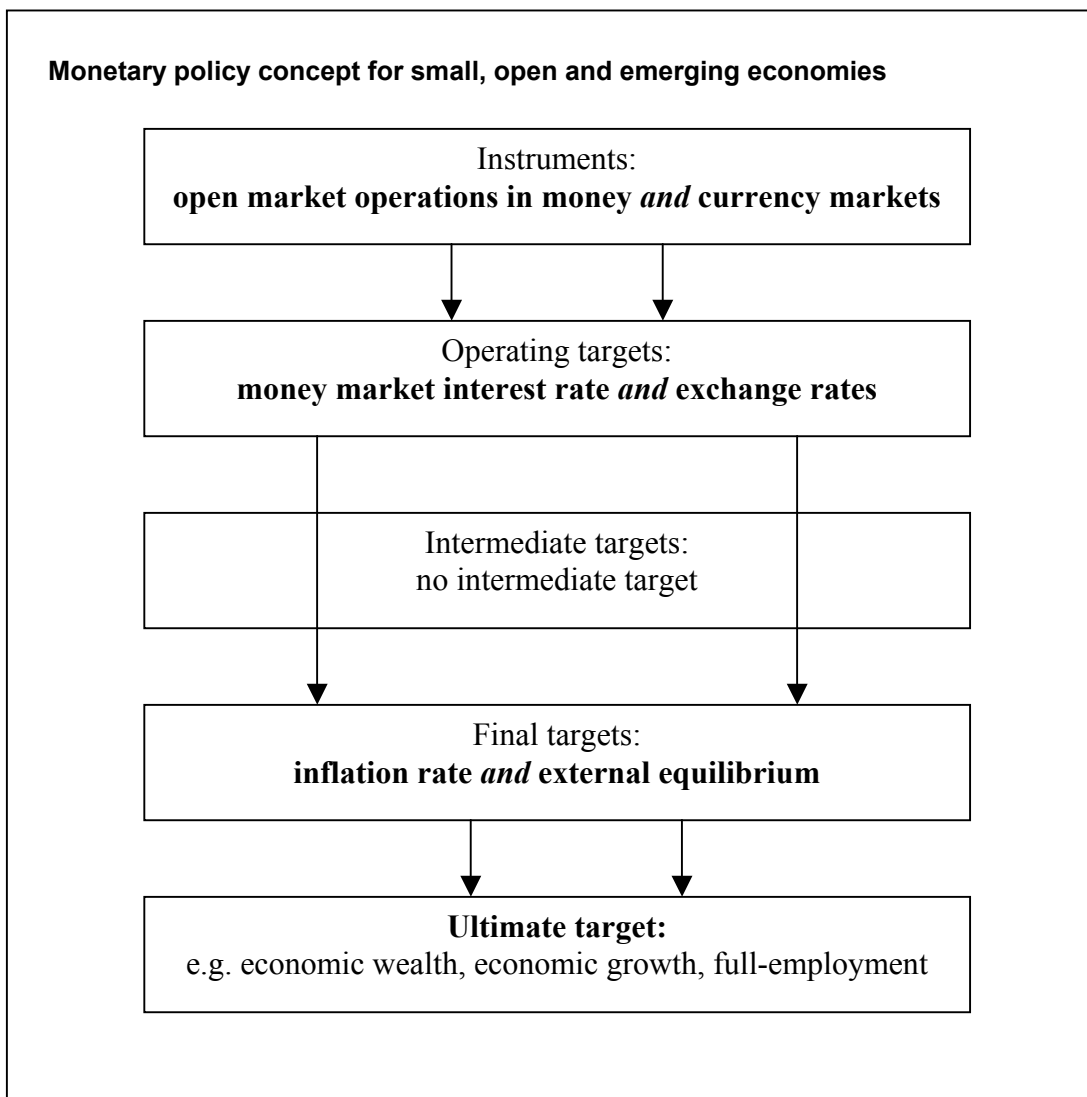 Monetary policy concept for small, open and emerging economies
Instruments:
open market operations in money and currency markets
Operating targets:
money market interest rate and exchange rates
Intermediate targets:
no intermediate target
Final targets:
inflation rate and external equilibrium
Ultimate target:
e.g. economic wealth, economic growth, full-employment